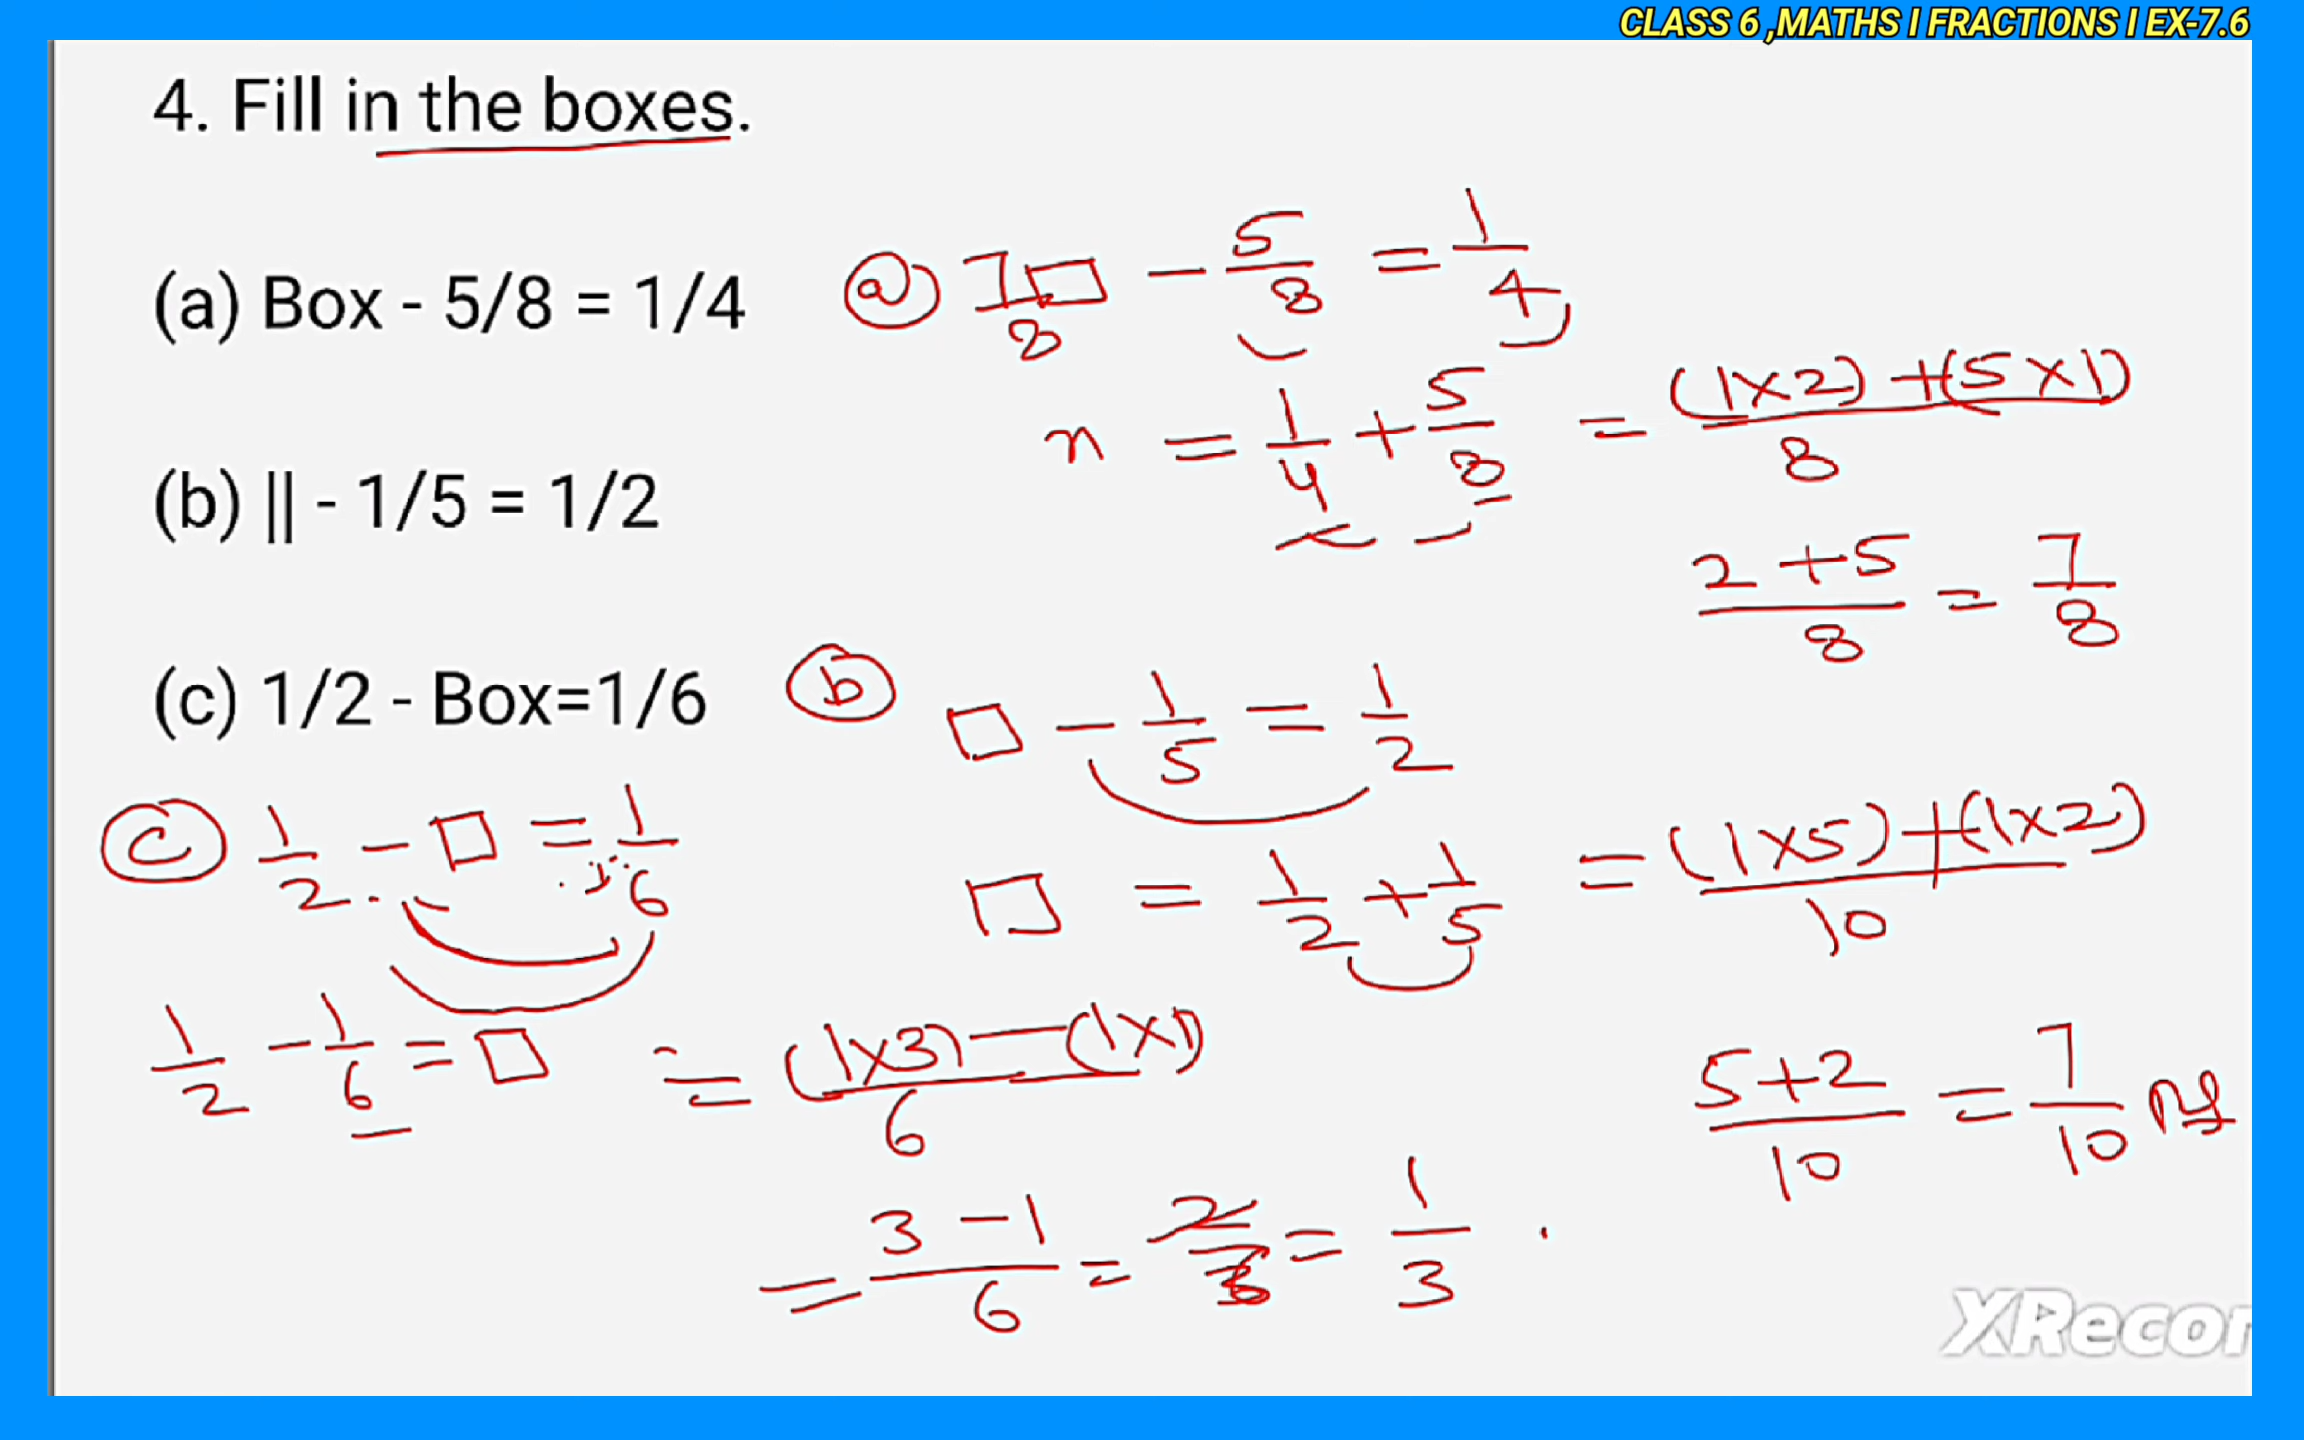 CLASS 6 ,MATHS I FRACTIONS I EX-7.6
4. Fill in the boxes.
(a) Box - 5/8 = 1/4
(b) || - 1/5 = 1/2
(c) 1/2 - Box=1/6
(a) 7/8 □ - 5/8 = 1/4
n = 1/4 + 5/8 = (1×2)+(5×1)/8
2+5/8 = 7/8
(b) □ - 1/5 = 1/2
□ = 1/2 + 1/5 = (1×5)+(1×2)/10
5+2/10 = 7/10
(c) 1/2 - □ = 1/6
1/2 - 1/6 = □ = (1×3)-(1×1)/6
= 3-1/6 = 2/6 = 1/3
XRecor